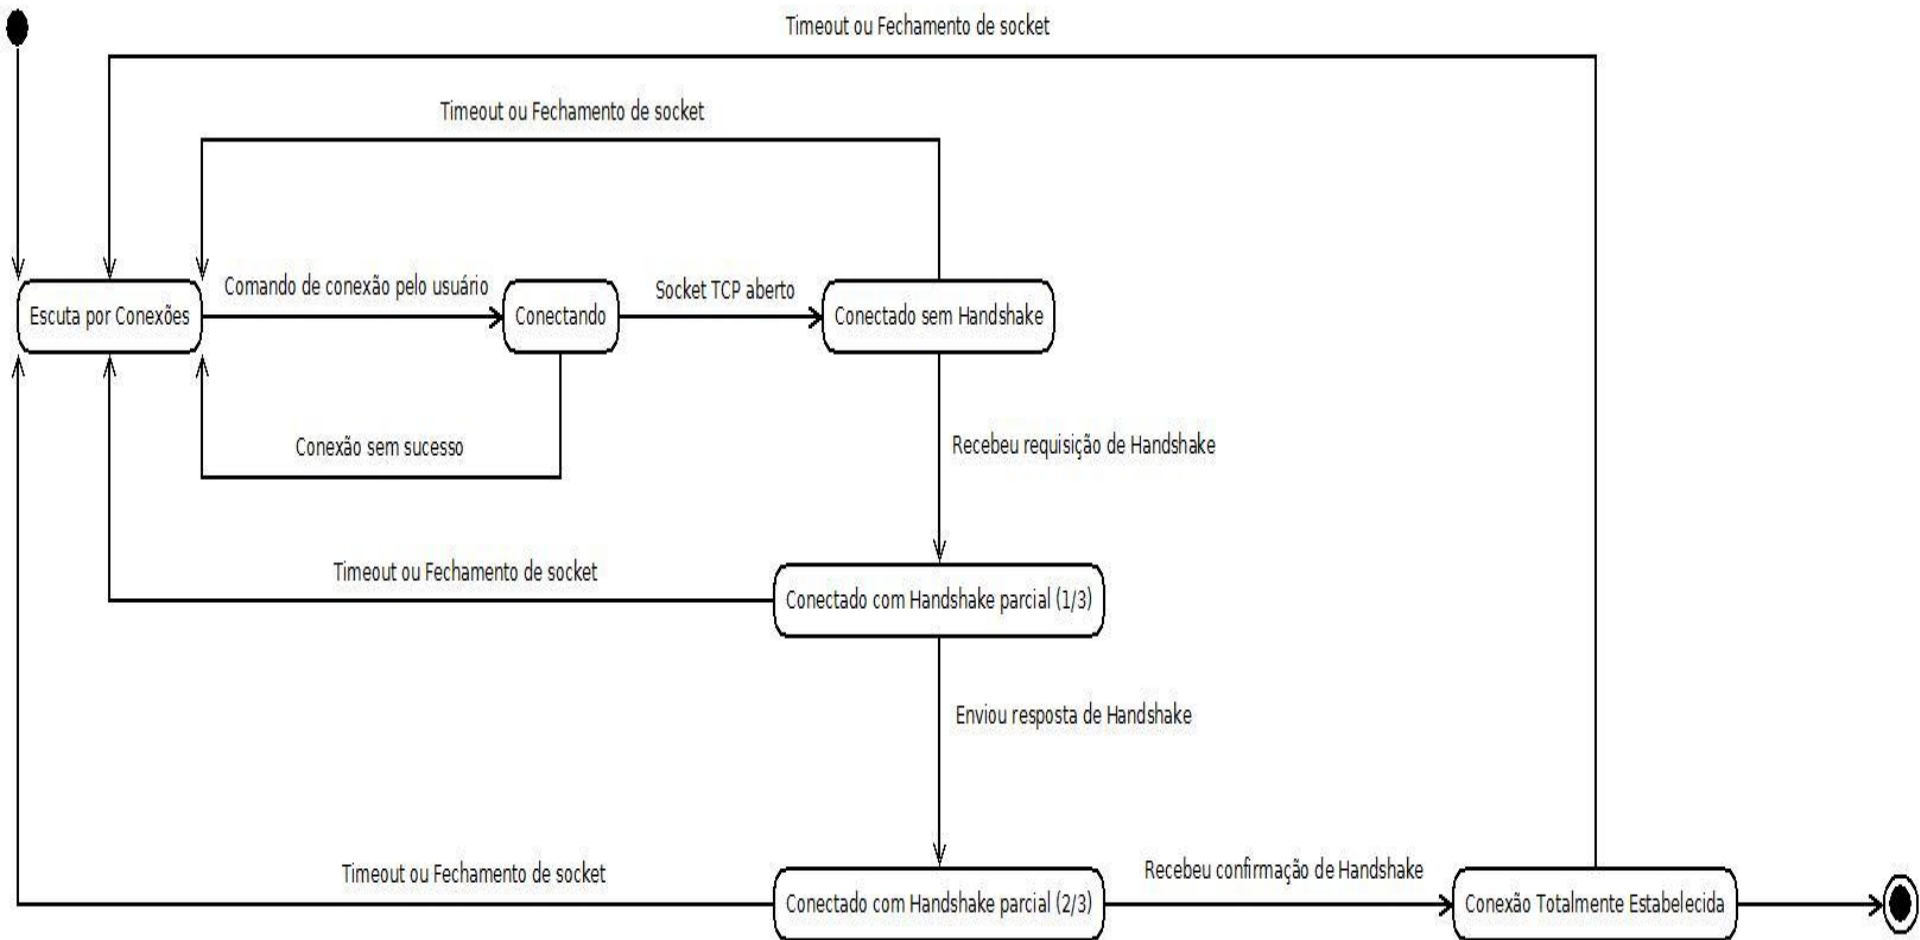 Timeout ou Fechamento de socket
Timeout ou Fechamento de socket
Escuta por Conexões
Comando de conexão pelo usuário
Conectando
Socket TCP aberto
Conectado sem Handshake
Conexão sem sucesso
Recebeu requisição de Handshake
Timeout ou Fechamento de socket
Conectado com Handshake parcial (1/3)
Enviou resposta de Handshake
Timeout ou Fechamento de socket
Conectado com Handshake parcial (2/3)
Recebeu confirmação de Handshake
Conexão Totalmente Estabelecida